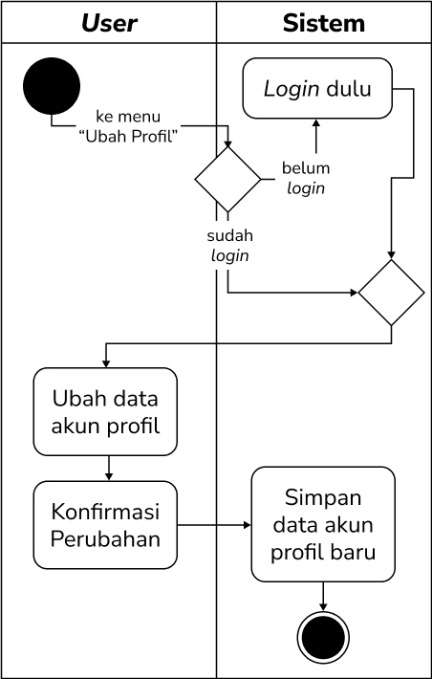 User
Sistem
Login dulu
ke menu
“Ubah Profil”
belum
login
sudah
login
Ubah data
akun profil
Konfirmasi
Perubahan
Simpan
data akun
profil baru